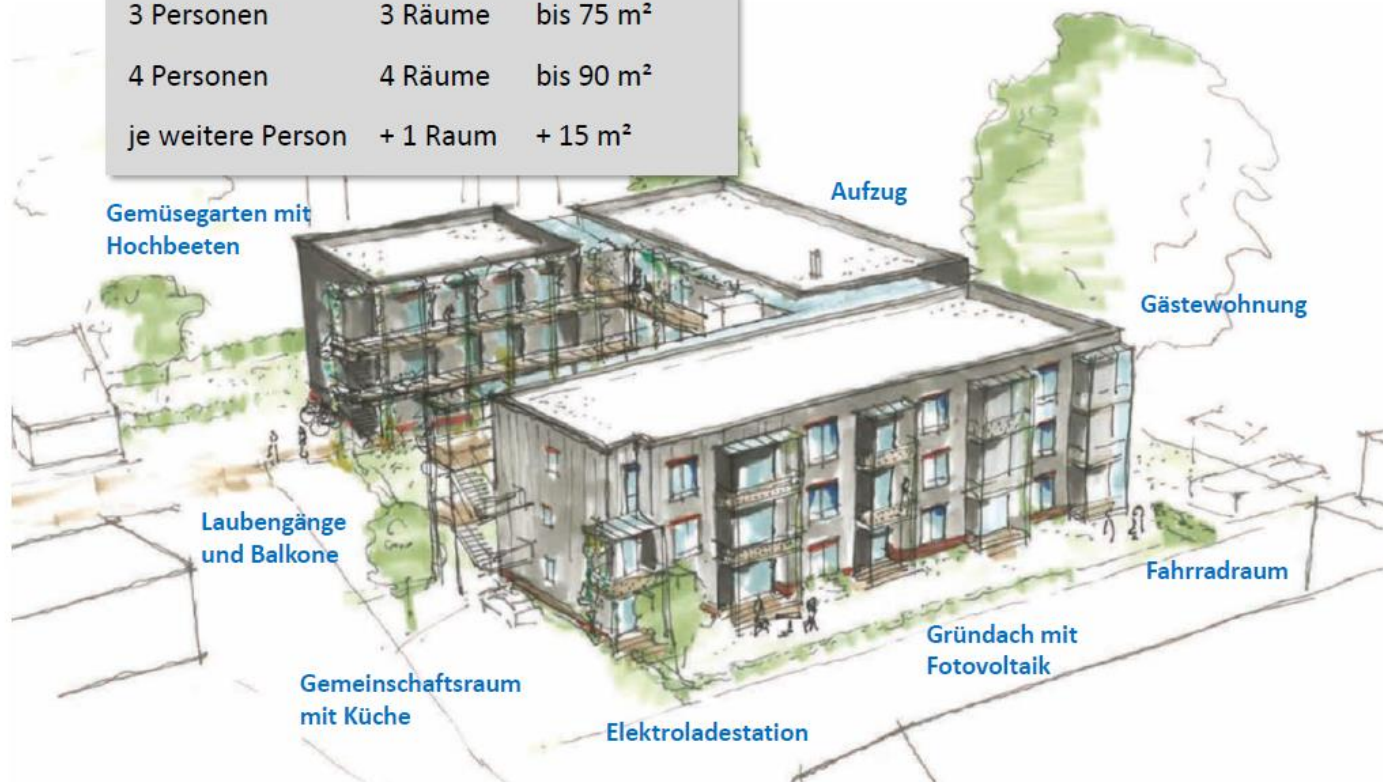 3 Personen 3 Räume bis 75 m²
4 Personen 4 Räume bis 90 m²
je weitere Person + 1 Raum + 15 m²
Aufzug
Gemüsegarten mit
Hochbeeten
Gästewohnung
Laubengänge
und Balkone
Fahrradraum
Gründach mit
Fotovoltaik
Gemeinschaftsraum
mit Küche
Elektroladestation